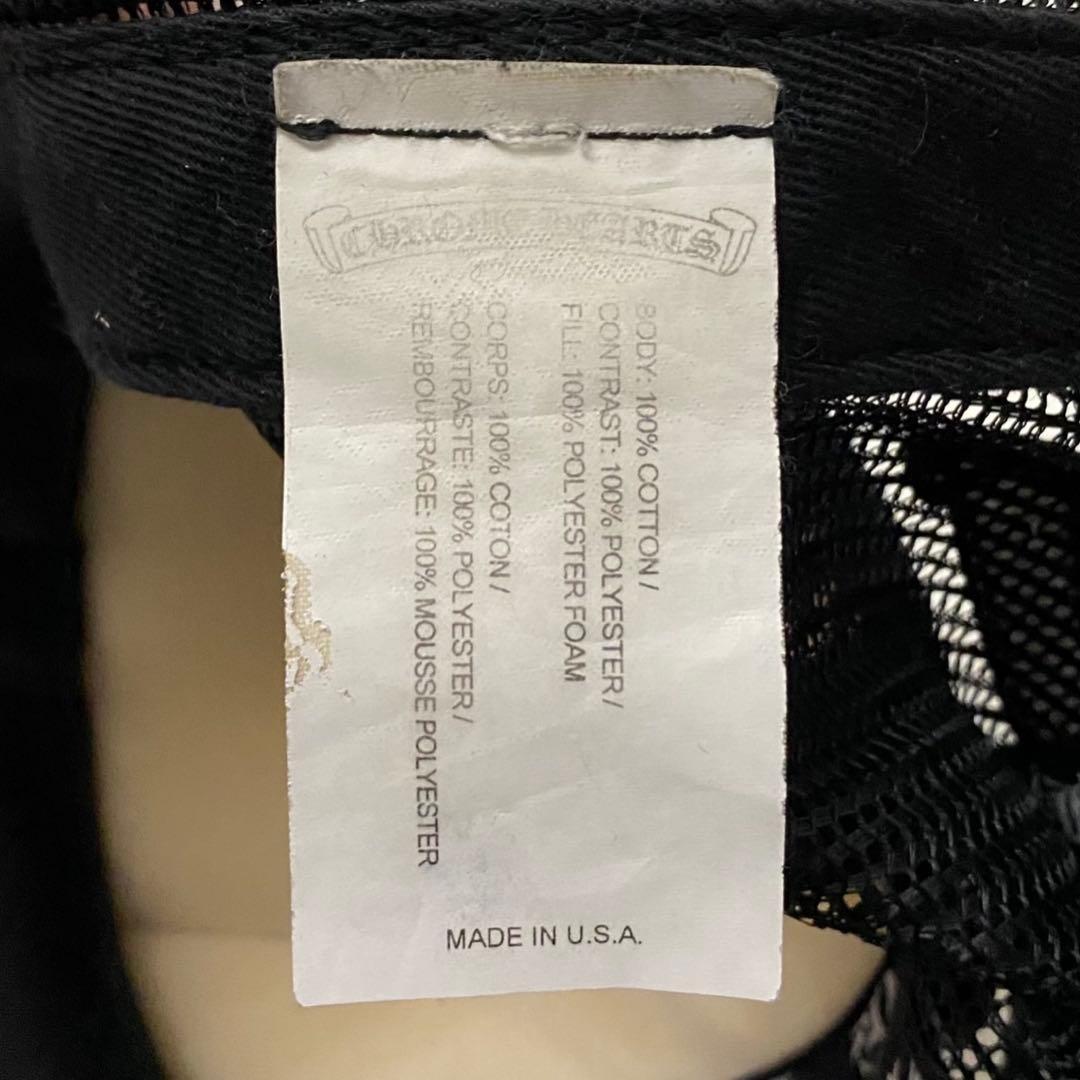 CHROME HEARTS
BODY: 100% COTTON /
CONTRAST: 100% POLYESTER /
FILL: 100% POLYESTER FOAM
CORPS: 100% COTON /
CONTRASTE: 100% POLYESTER /
REMBOURRAGE: 100% MOUSSE POLYESTER
MADE IN U.S.A.